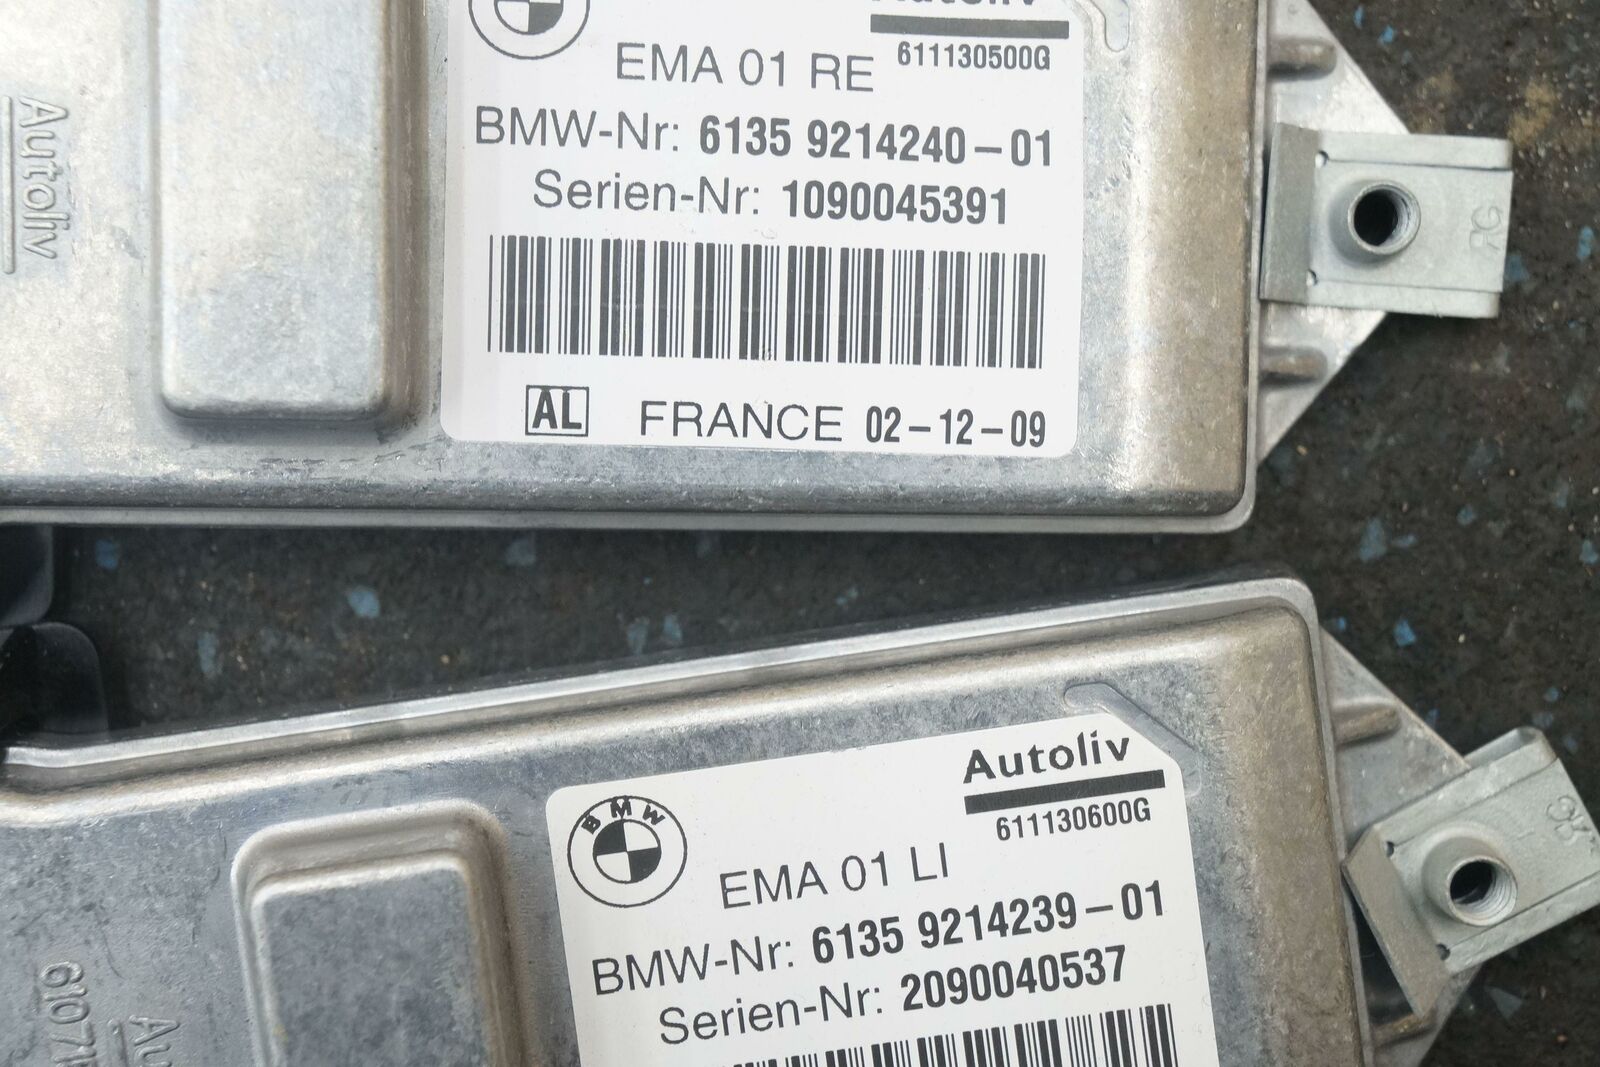 Autoliv
611130500G
EMA 01 RE
BMW-Nr: 6135 9214240-01
Serien-Nr: 1090045391
AL FRANCE 02-12-09
Autoliv
Autoliv
611130600G
BMW
EMA 01 LI
BMW-Nr: 6135 9214239-01
Serien-Nr: 2090040537